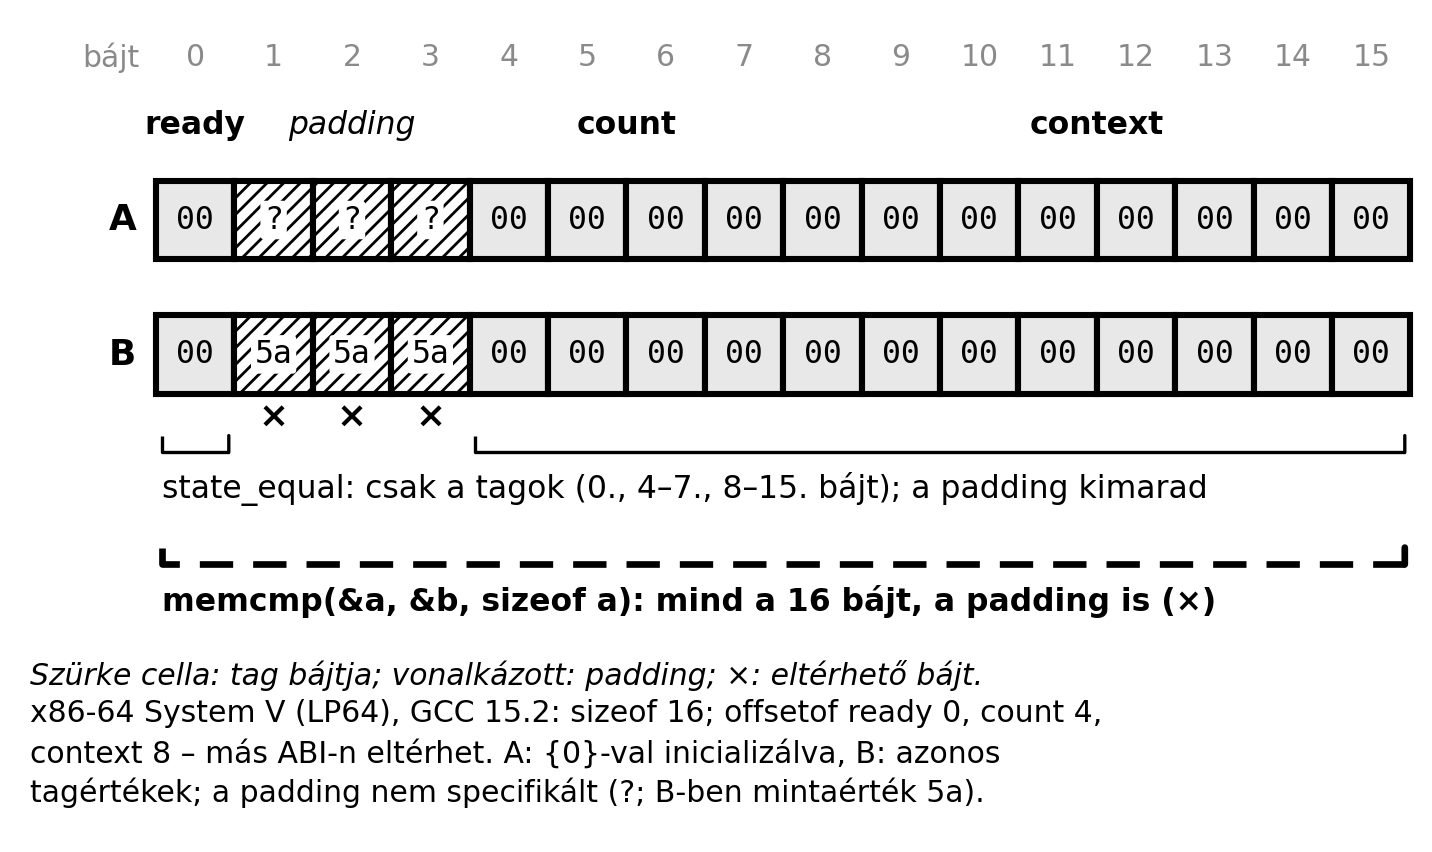 bájt 0 1 2 3 4 5 6 7 8 9 10 11 12 13 14 15
ready padding count context
A 00 ? ? ? 00 00 00 00 00 00 00 00 00 00 00 00
B 00 5a 5a 5a 00 00 00 00 00 00 00 00 00 00 00 00
× × ×
state_equal: csak a tagok (0., 4–7., 8–15. bájt); a padding kimarad
memcmp(&a, &b, sizeof a): mind a 16 bájt, a padding is (×)
Szürke cella: tag bájtja; vonalkázott: padding; ×: eltérhető bájt.
x86-64 System V (LP64), GCC 15.2: sizeof 16; offsetof ready 0, count 4,
context 8 – más ABI-n eltérhet. A: {0}-val inicializálva, B: azonos
tagértékek; a padding nem specifikált (?; B-ben mintaérték 5a).